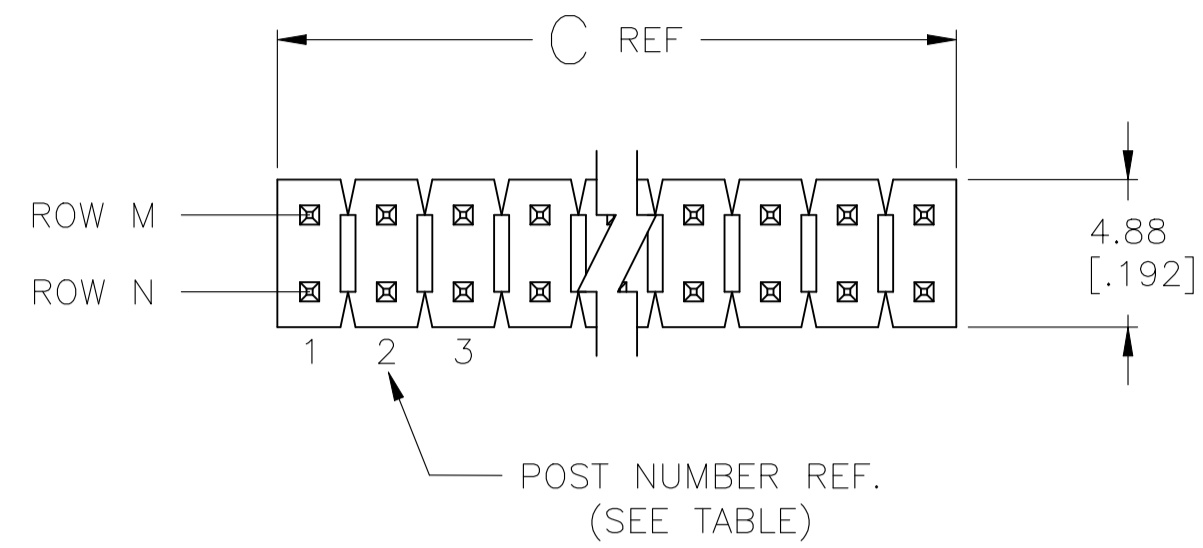 C REF
ROW M
ROW N
4.88
[.192]
1 2 3
POST NUMBER REF.
(SEE TABLE)